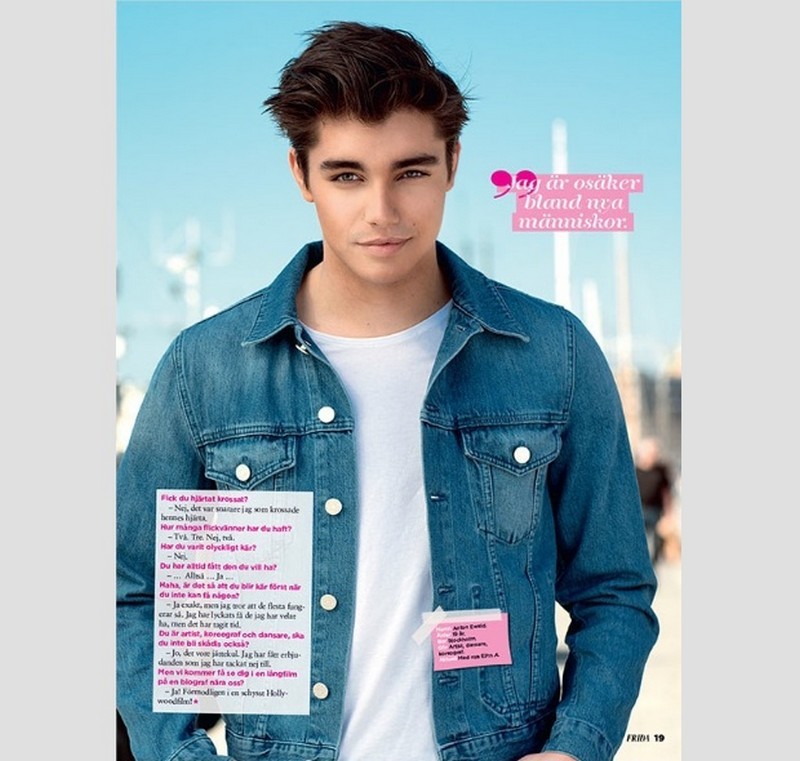 Jag är osäker
bland nya
människor.
Fick du hjärtat krossat?
– Nej, det var snarare jag som krossade
hennes hjärta.
Hur många flickvänner har du haft?
– Två. Tre. Nej, två.
Har du varit olyckligt kär?
– Nej.
Du har alltid fått den du vill ha?
– … Alltså … Ja …
Haha, är det så att du blir kär först när
du inte kan få någon?
– Ja exakt, men jag tror att de flesta fung-
erar så. Jag har lyckats få de jag har velat
ha, men det har tagit tid.
Du är artist, koreograf och dansare, ska
du inte bli skådis också?
– Jo, det vore jättekul. Jag har fått erbju-
danden som jag har tackat nej till.
Men vi kommer få se dig i en långfilm
på en biograf nära oss?
– Ja! Förmodligen i en schysst Holly-
woodfilm!
Ewald.
19 år.
Stockholm.
Artist, dansare,
koreograf.
Med
FRIDA 19